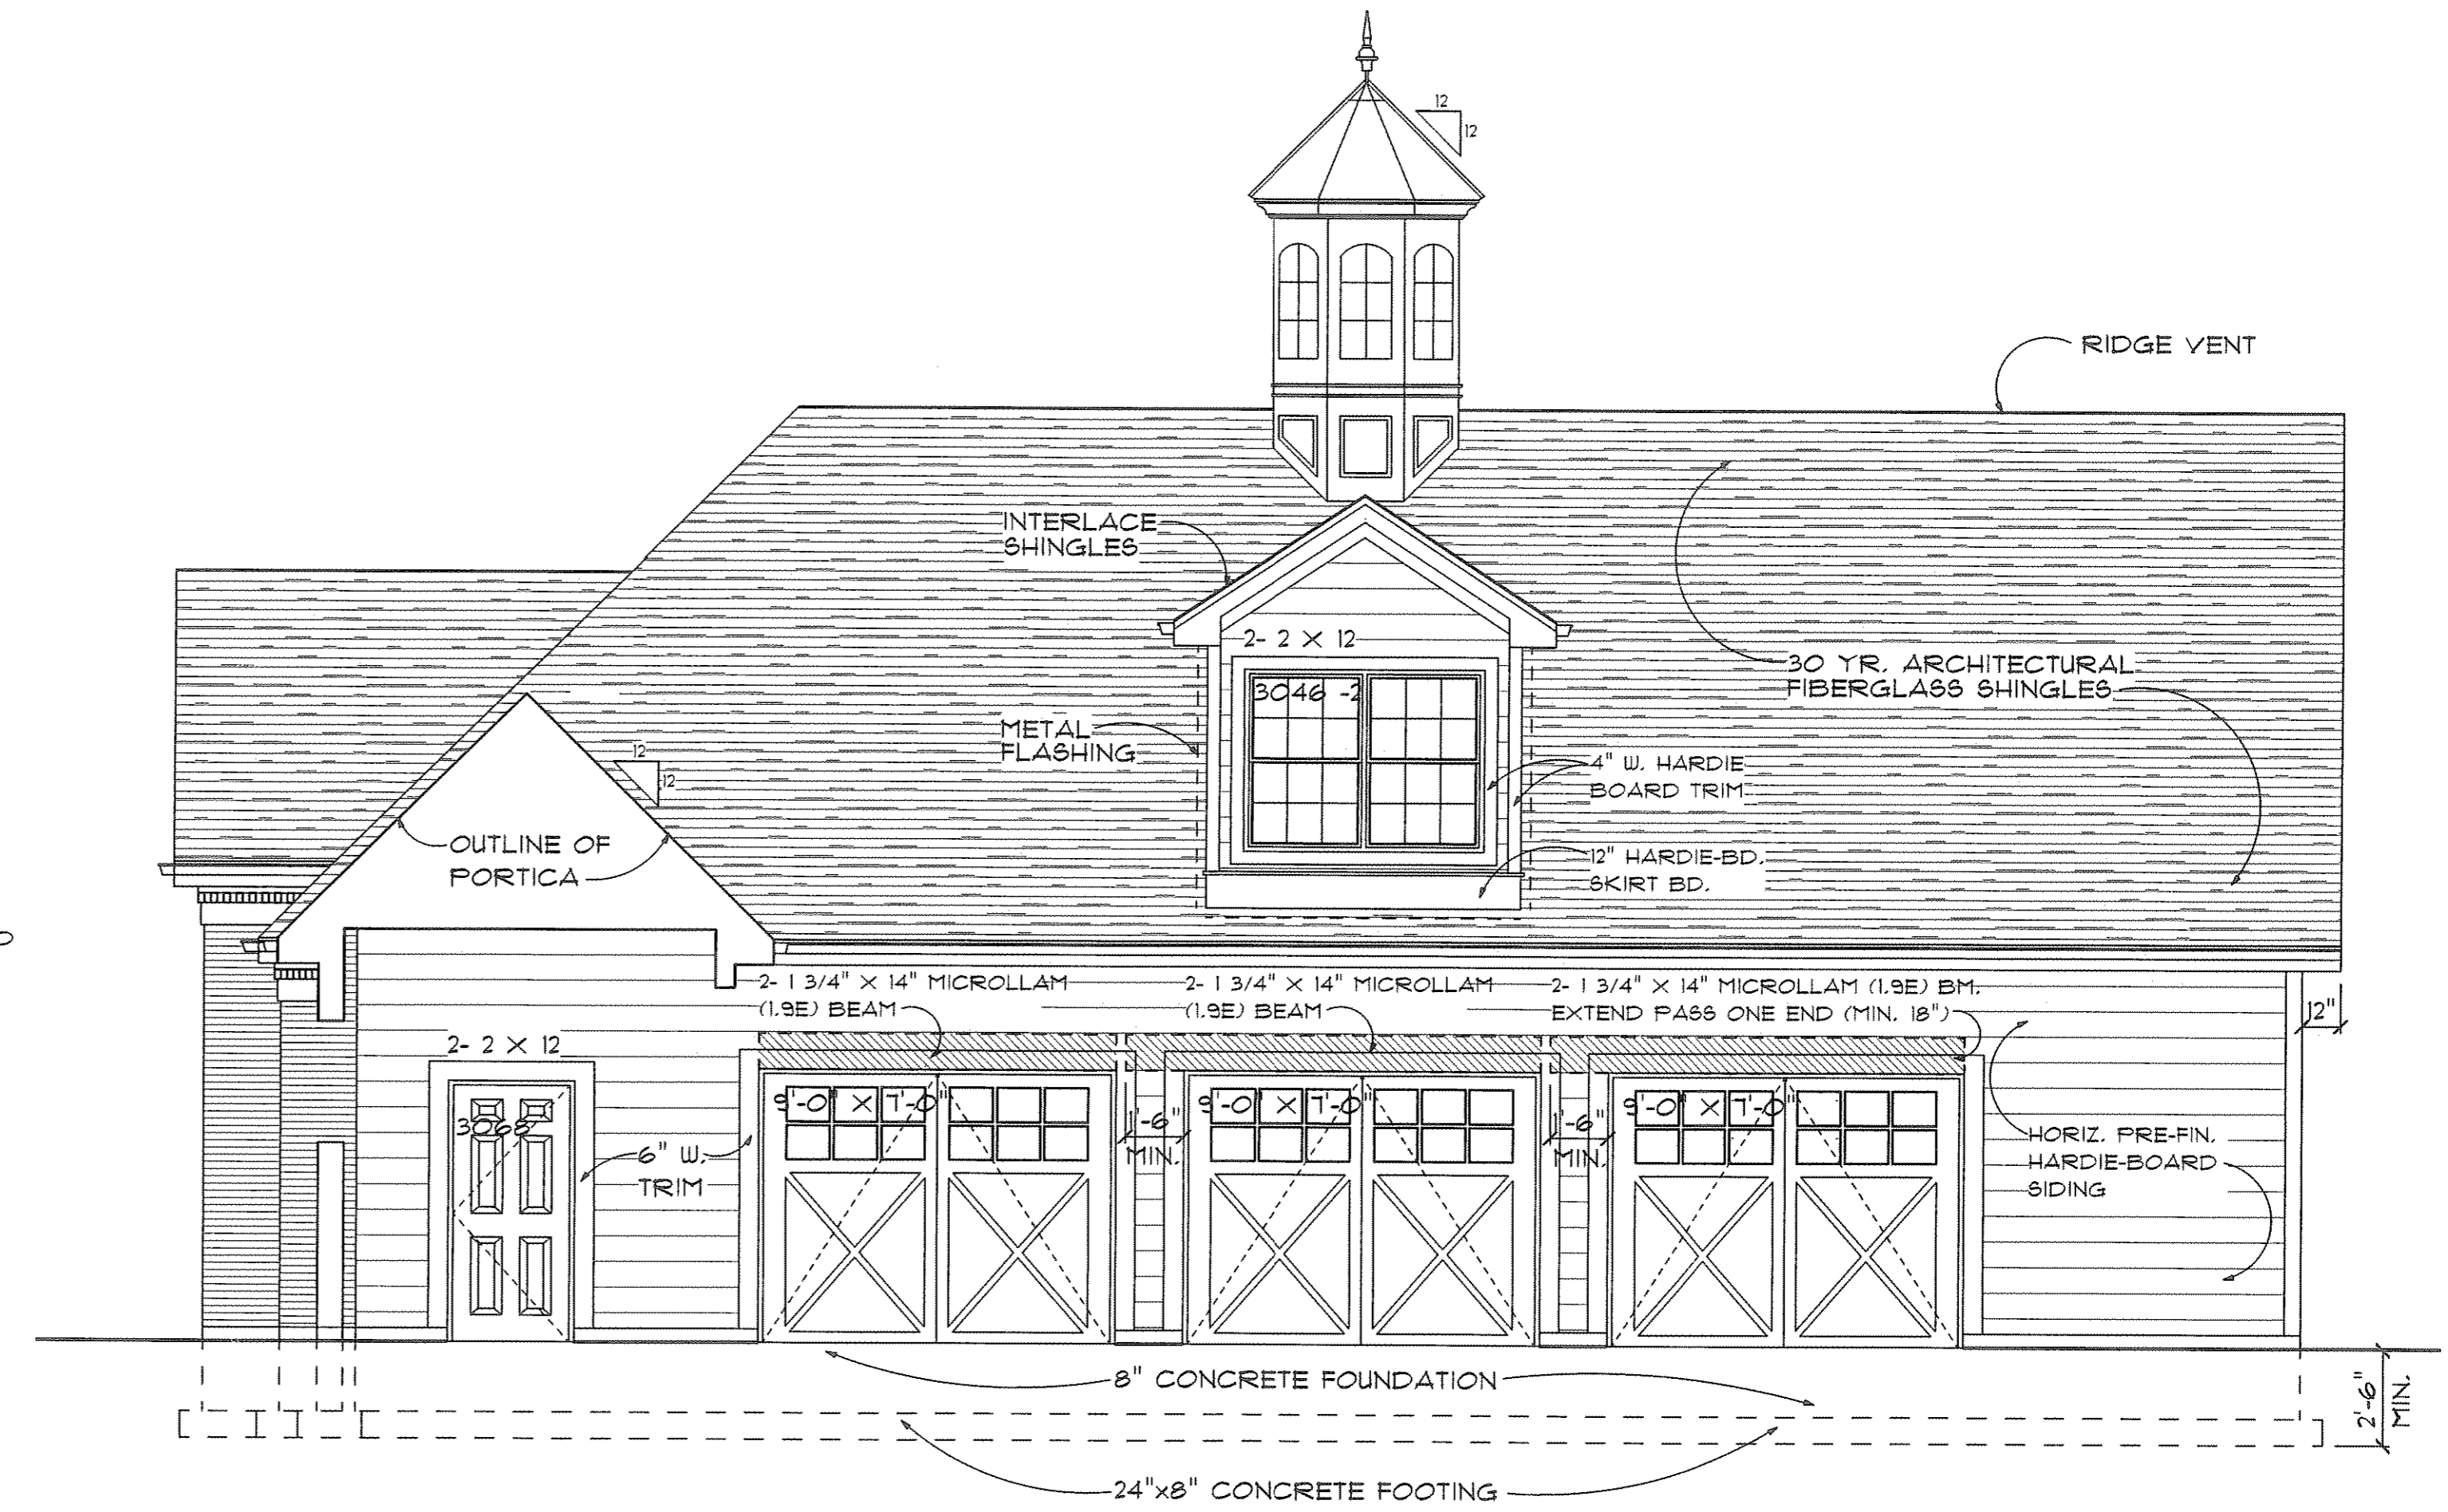 12
12
RIDGE VENT
INTERLACE
SHINGLES
2- 2 X 12
30 YR. ARCHITECTURAL
FIBERGLASS SHINGLES
3046 -2
METAL
FLASHING
12
12
4" W. HARDIE
BOARD TRIM
OUTLINE OF
PORTICA
12" HARDIE-BD.
SKIRT BD.
2- 1 3/4" X 14" MICROLLAM
(1.9E) BEAM
2- 1 3/4" X 14" MICROLLAM
(1.9E) BEAM
2- 1 3/4" X 14" MICROLLAM (1.9E) BM.
EXTEND PASS ONE END (MIN. 18")
12"
2- 2 X 12
3068
9'-0" X 7'-0"
9'-0" X 7'-0"
9'-0" X 7'-0"
1'-6"
MIN.
1'-6"
MIN.
6" W.
TRIM
HORIZ. PRE-FIN.
HARDIE-BOARD
SIDING
8" CONCRETE FOUNDATION
2'-6"
MIN.
24"x8" CONCRETE FOOTING